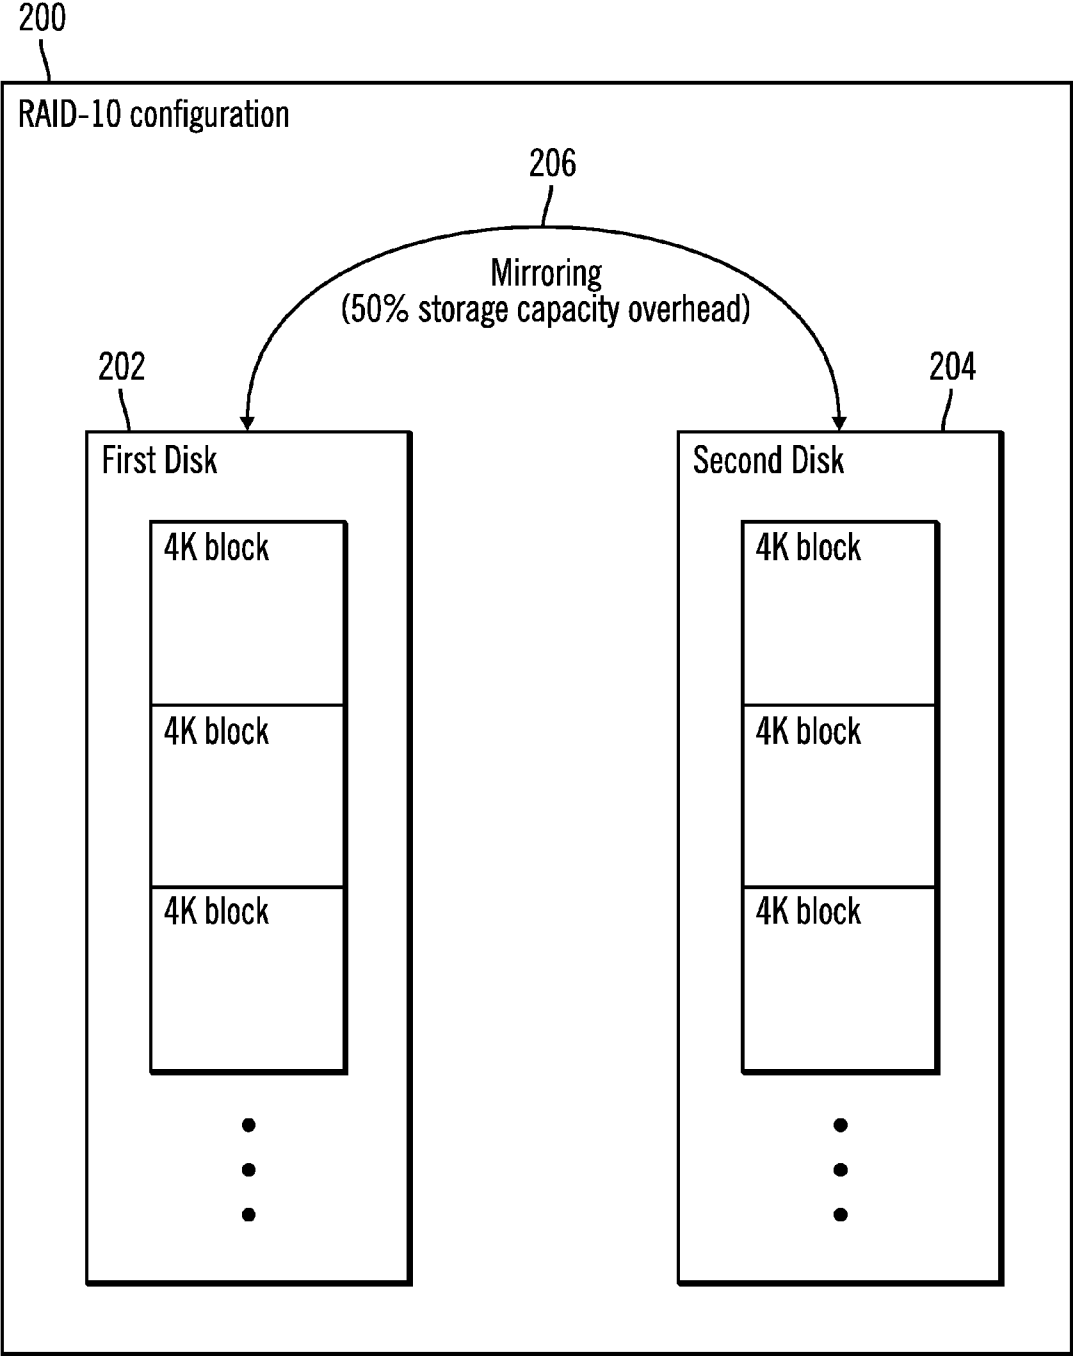 200
RAID-10 configuration
206
Mirroring
(50% storage capacity overhead)
202
204
First Disk
Second Disk
4K block
4K block
4K block
4K block
4K block
4K block